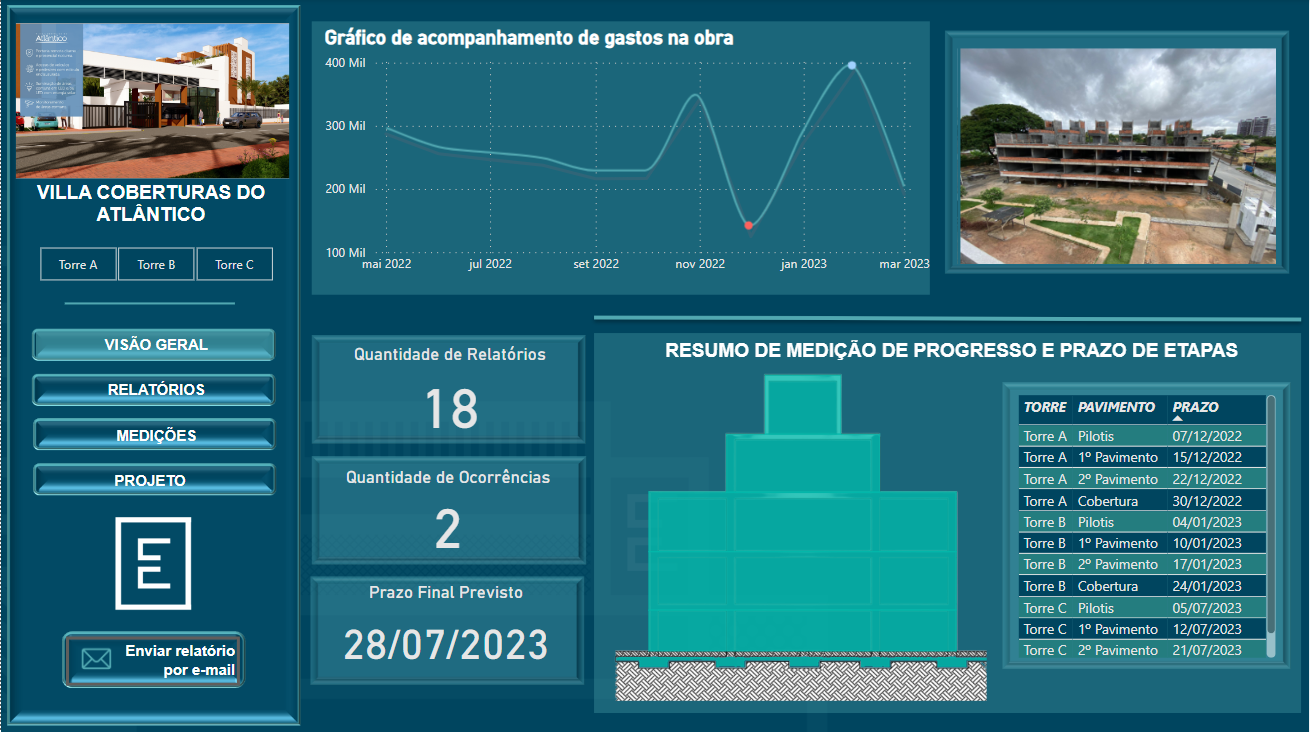 Atlântico
VILLA COBERTURAS DO
ATLÂNTICO
Torre A Torre B Torre C
VISÃO GERAL
RELATÓRIOS
MEDIÇÕES
PROJETO
E
Enviar relatório
por e-mail
Gráfico de acompanhamento de gastos na obra
400 Mil
300 Mil
200 Mil
100 Mil
mai 2022 jul 2022 set 2022 nov 2022 jan 2023 mar 2023
Quantidade de Relatórios
18
Quantidade de Ocorrências
2
Prazo Final Previsto
28/07/2023
RESUMO DE MEDIÇÃO DE PROGRESSO E PRAZO DE ETAPAS
TORRE PAVIMENTO PRAZO
Torre A Pilotis 07/12/2022
Torre A 1º Pavimento 15/12/2022
Torre A 2º Pavimento 22/12/2022
Torre A Cobertura 30/12/2022
Torre B Pilotis 04/01/2023
Torre B 1º Pavimento 10/01/2023
Torre B 2º Pavimento 17/01/2023
Torre B Cobertura 24/01/2023
Torre C Pilotis 05/07/2023
Torre C 1º Pavimento 12/07/2023
Torre C 2º Pavimento 21/07/2023